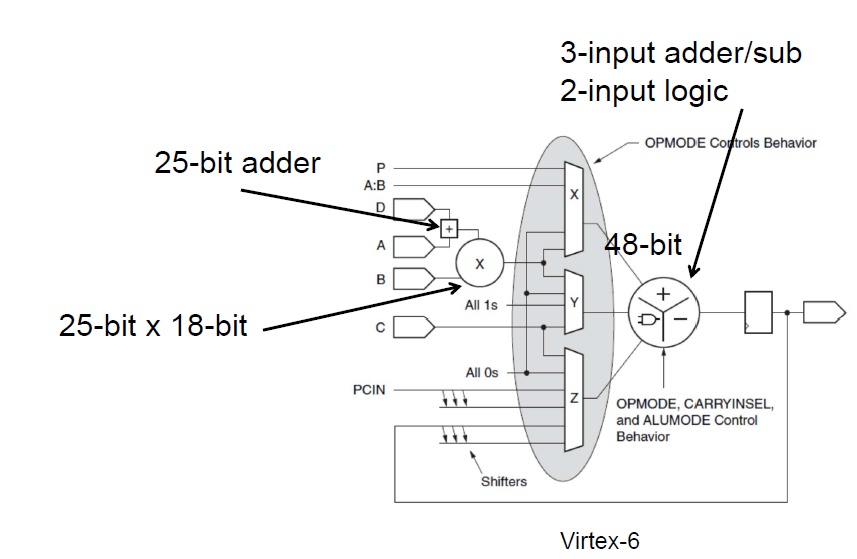 3-input adder/sub
2-input logic
OPMODE Controls Behavior
25-bit adder
P
A:B
D
X
+
A
48-bit
X
B
+
All 1s
Y
25-bit x 18-bit
−
C
All 0s
PCIN
Z
OPMODE, CARRYINSEL,
and ALUMODE Control
Behavior
Shifters
Virtex-6